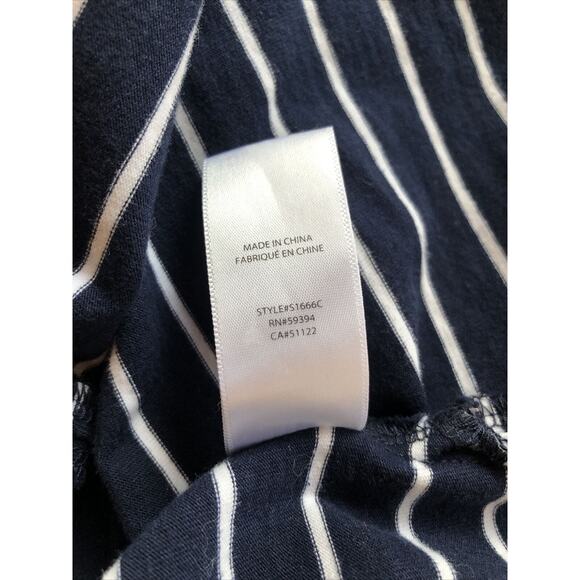 MADE IN CHINA
FABRIQUÉ EN CHINE
STYLE#S1666C
RN#59394
CA#51122